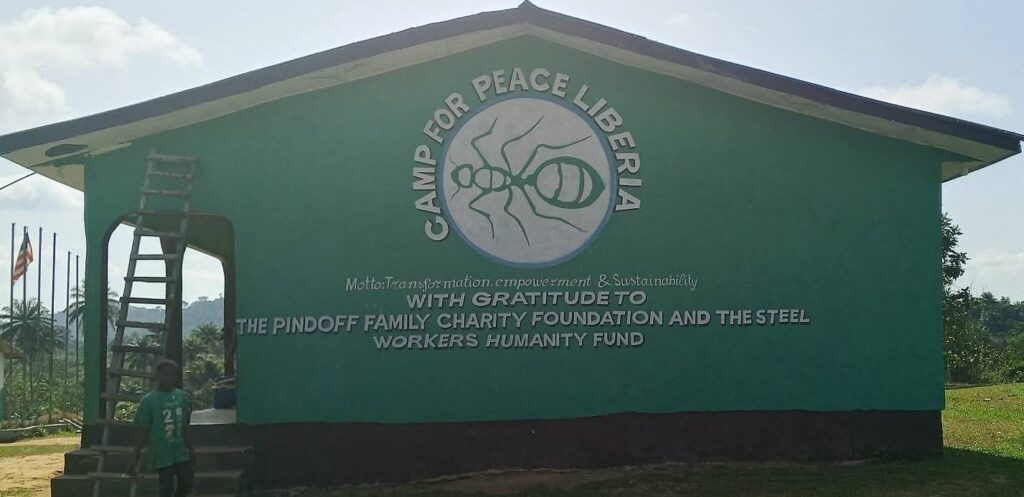 CAMP FOR PEACE LIBERIA
Motto: Transformation, empowerment & Sustainability
WITH GRATITUDE TO
THE PINDOFF FAMILY CHARITY FOUNDATION AND THE STEEL
WORKERS HUMANITY FUND